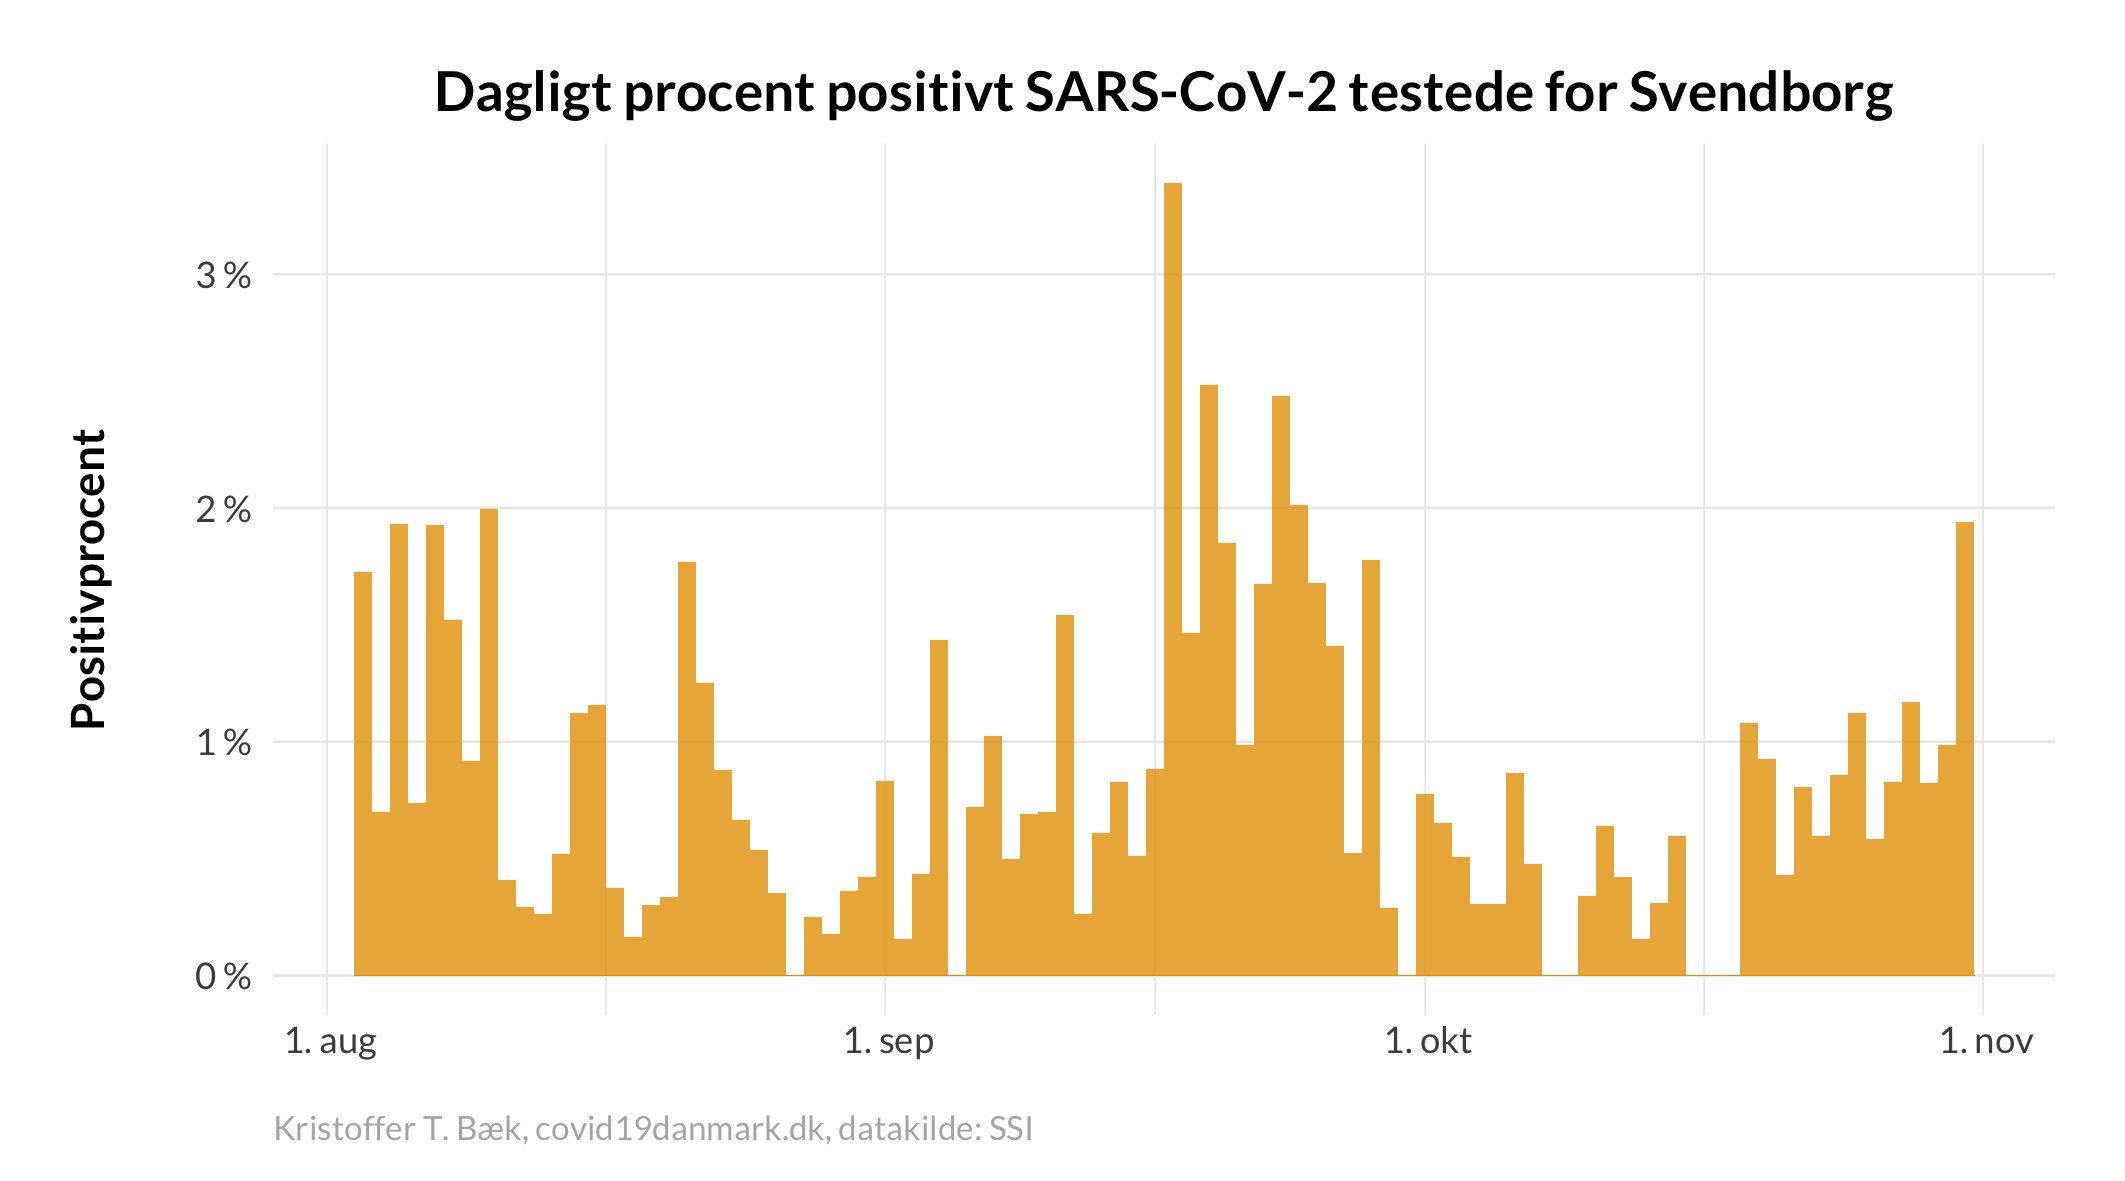 Dagligt procent positivt SARS-CoV-2 testede for Svendborg
Positivprocent
3 %
2 %
1 %
0 %
1. aug
1. sep
1. okt
1. nov
Kristoffer T. Bæk, covid19danmark.dk, datakilde: SSI